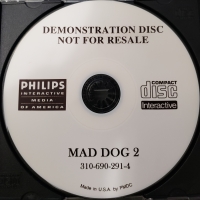 DEMONSTRATION DISC
NOT FOR RESALE
PHILIPS
INTERACTIVE
MEDIA
OF AMERICA
COMPACT
disc
Interactive
MAD DOG 2
310-690-291-4
Made in U.S.A. by PMDC.